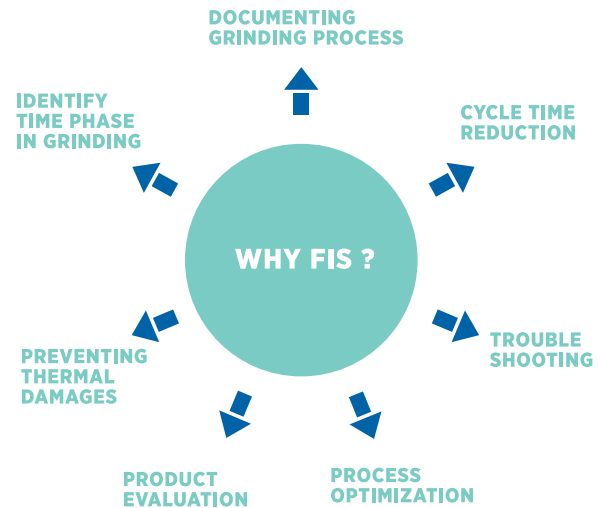 DOCUMENTING
GRINDING PROCESS
IDENTIFY
TIME PHASE
IN GRINDING
CYCLE TIME
REDUCTION
WHY FIS ?
PREVENTING
THERMAL
DAMAGES
TROUBLE
SHOOTING
PRODUCT
EVALUATION
PROCESS
OPTIMIZATION